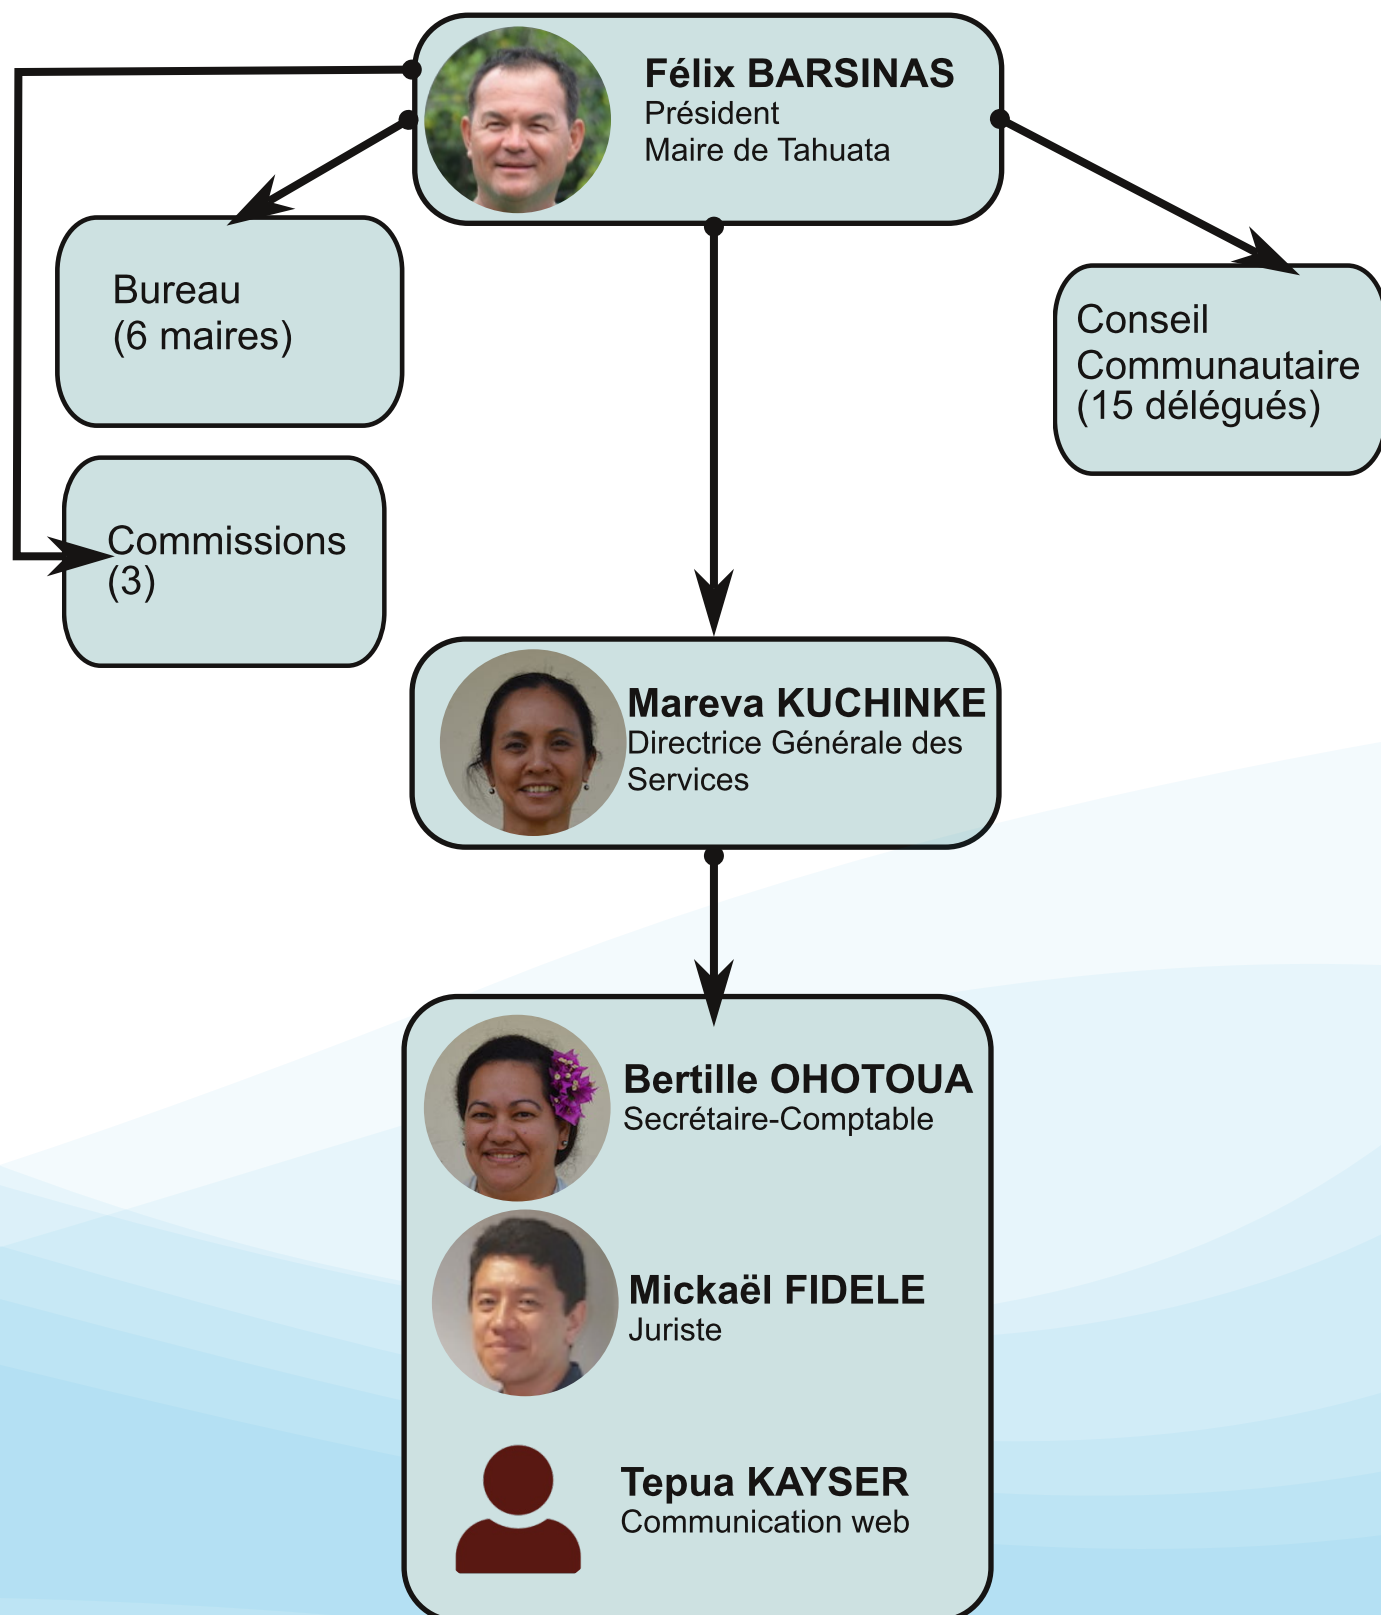 Félix BARSINAS
Président
Maire de Tahuata
Bureau
(6 maires)
Conseil
Communautaire
(15 délégués)
Commissions
(3)
Mareva KUCHINKE
Directrice Générale des
Services
Bertille OHOTOUA
Secrétaire-Comptable
Mickaël FIDELE
Juriste
Tepua KAYSER
Communication web